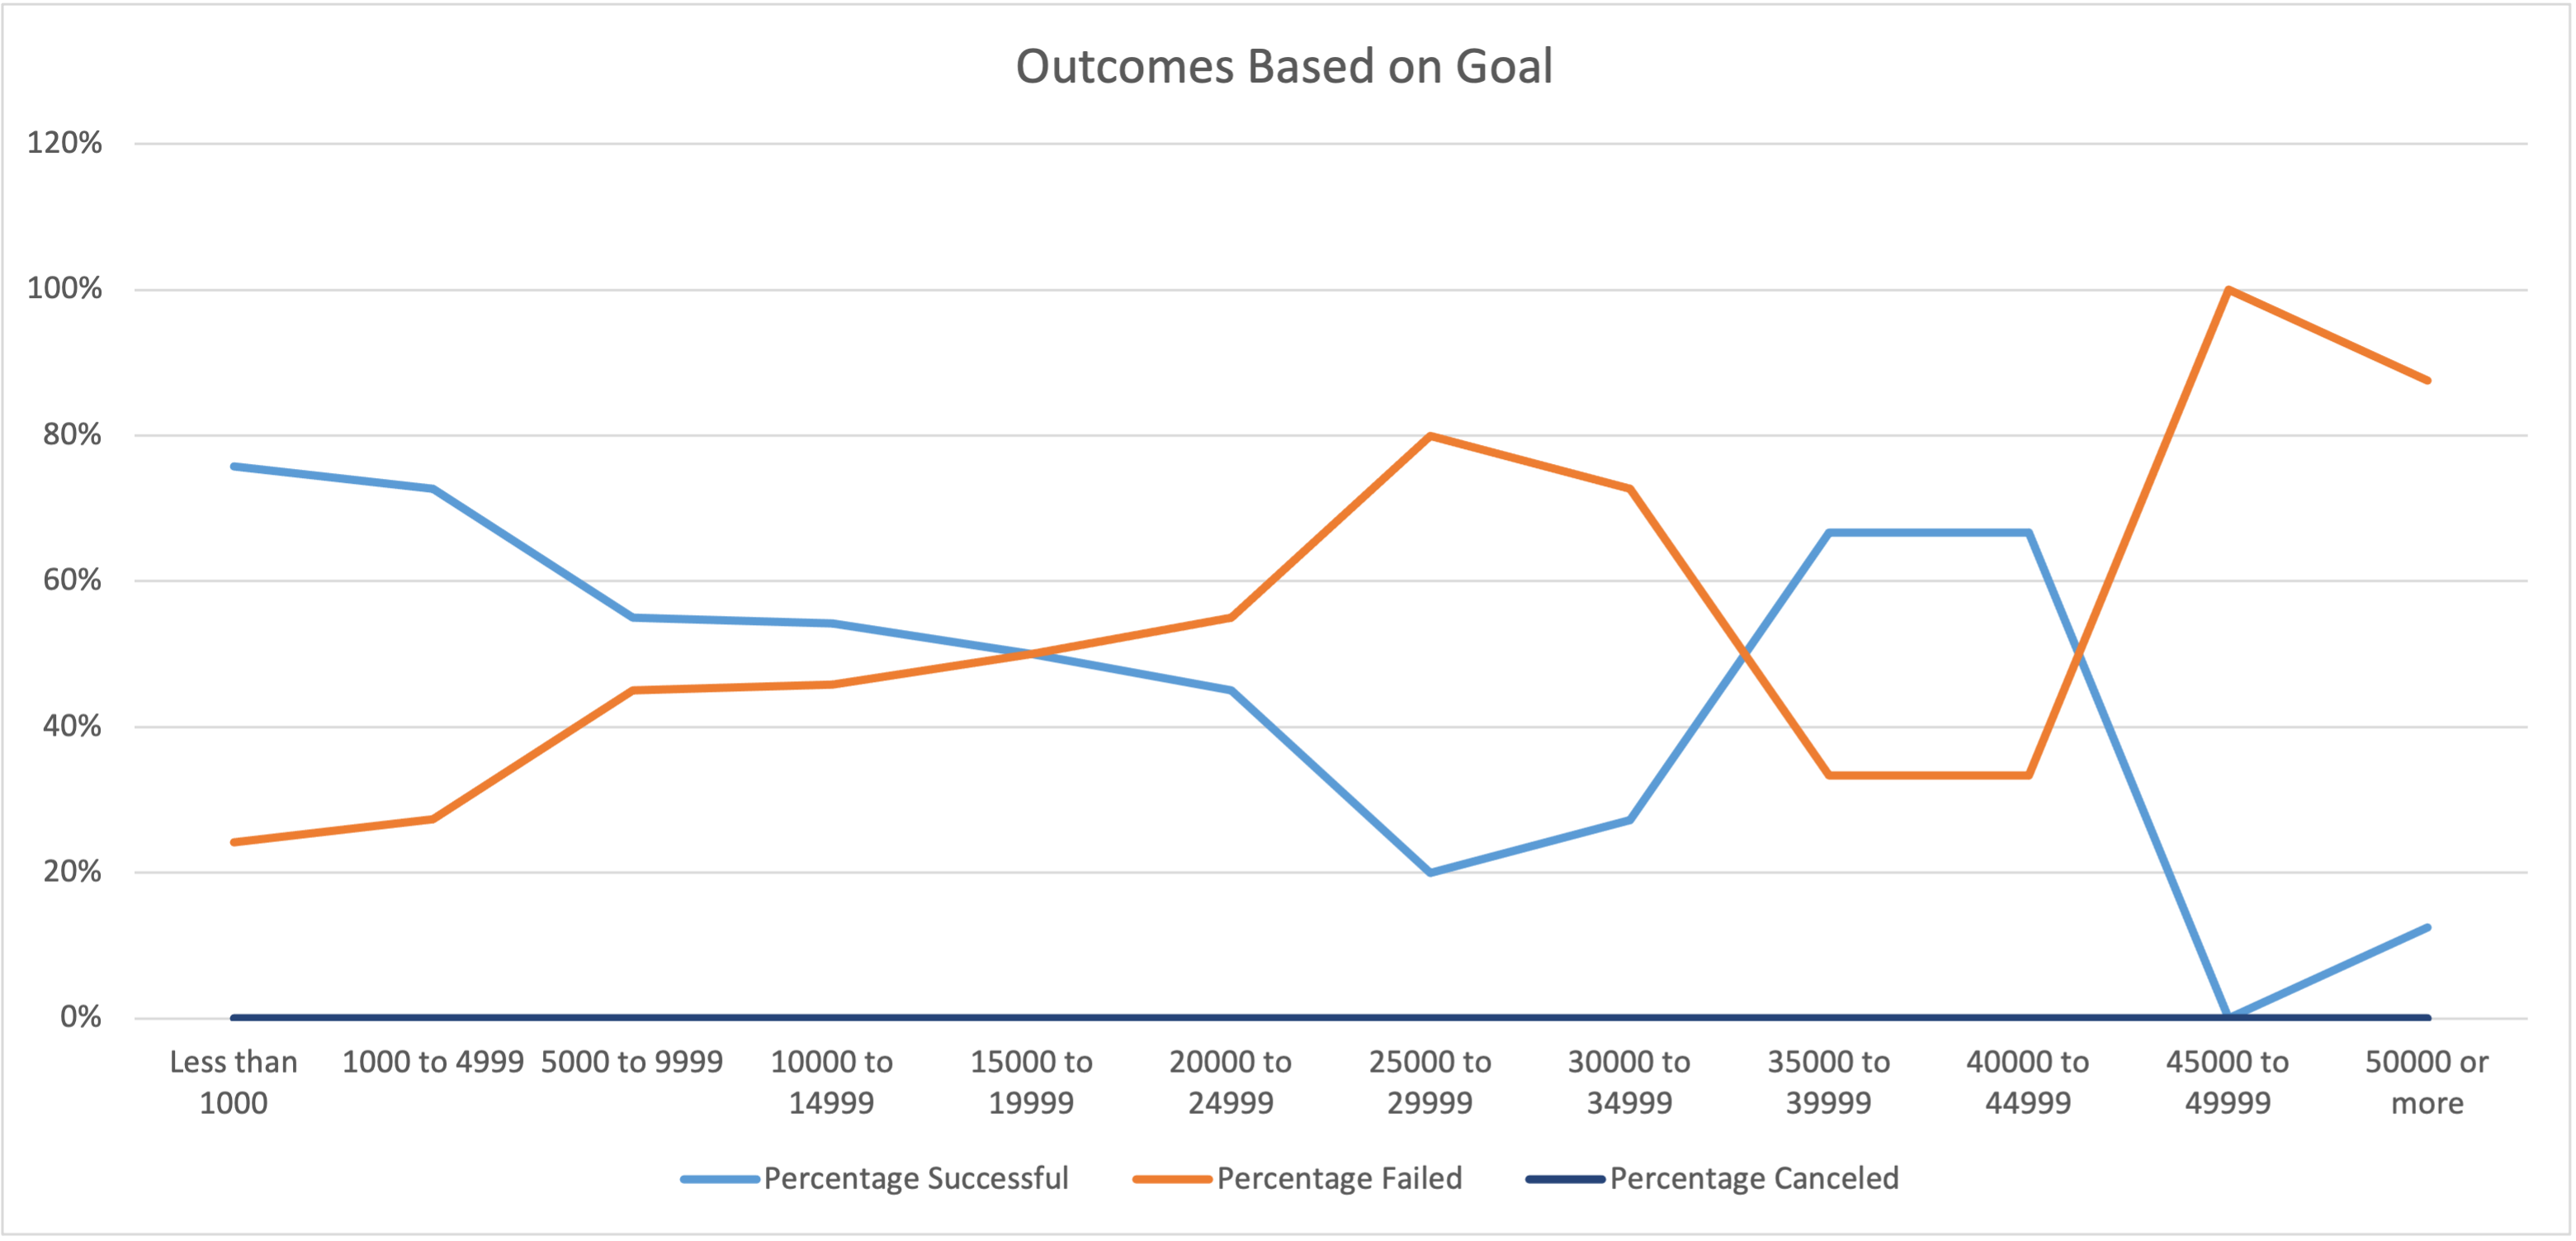 Outcomes Based on Goal
120%
100%
80%
60%
40%
20%
0%
Less than
1000
1000 to 4999
5000 to 9999
10000 to
14999
15000 to
19999
20000 to
24999
25000 to
29999
30000 to
34999
35000 to
39999
40000 to
44999
45000 to
49999
50000 or
more
Percentage Successful
Percentage Failed
Percentage Canceled